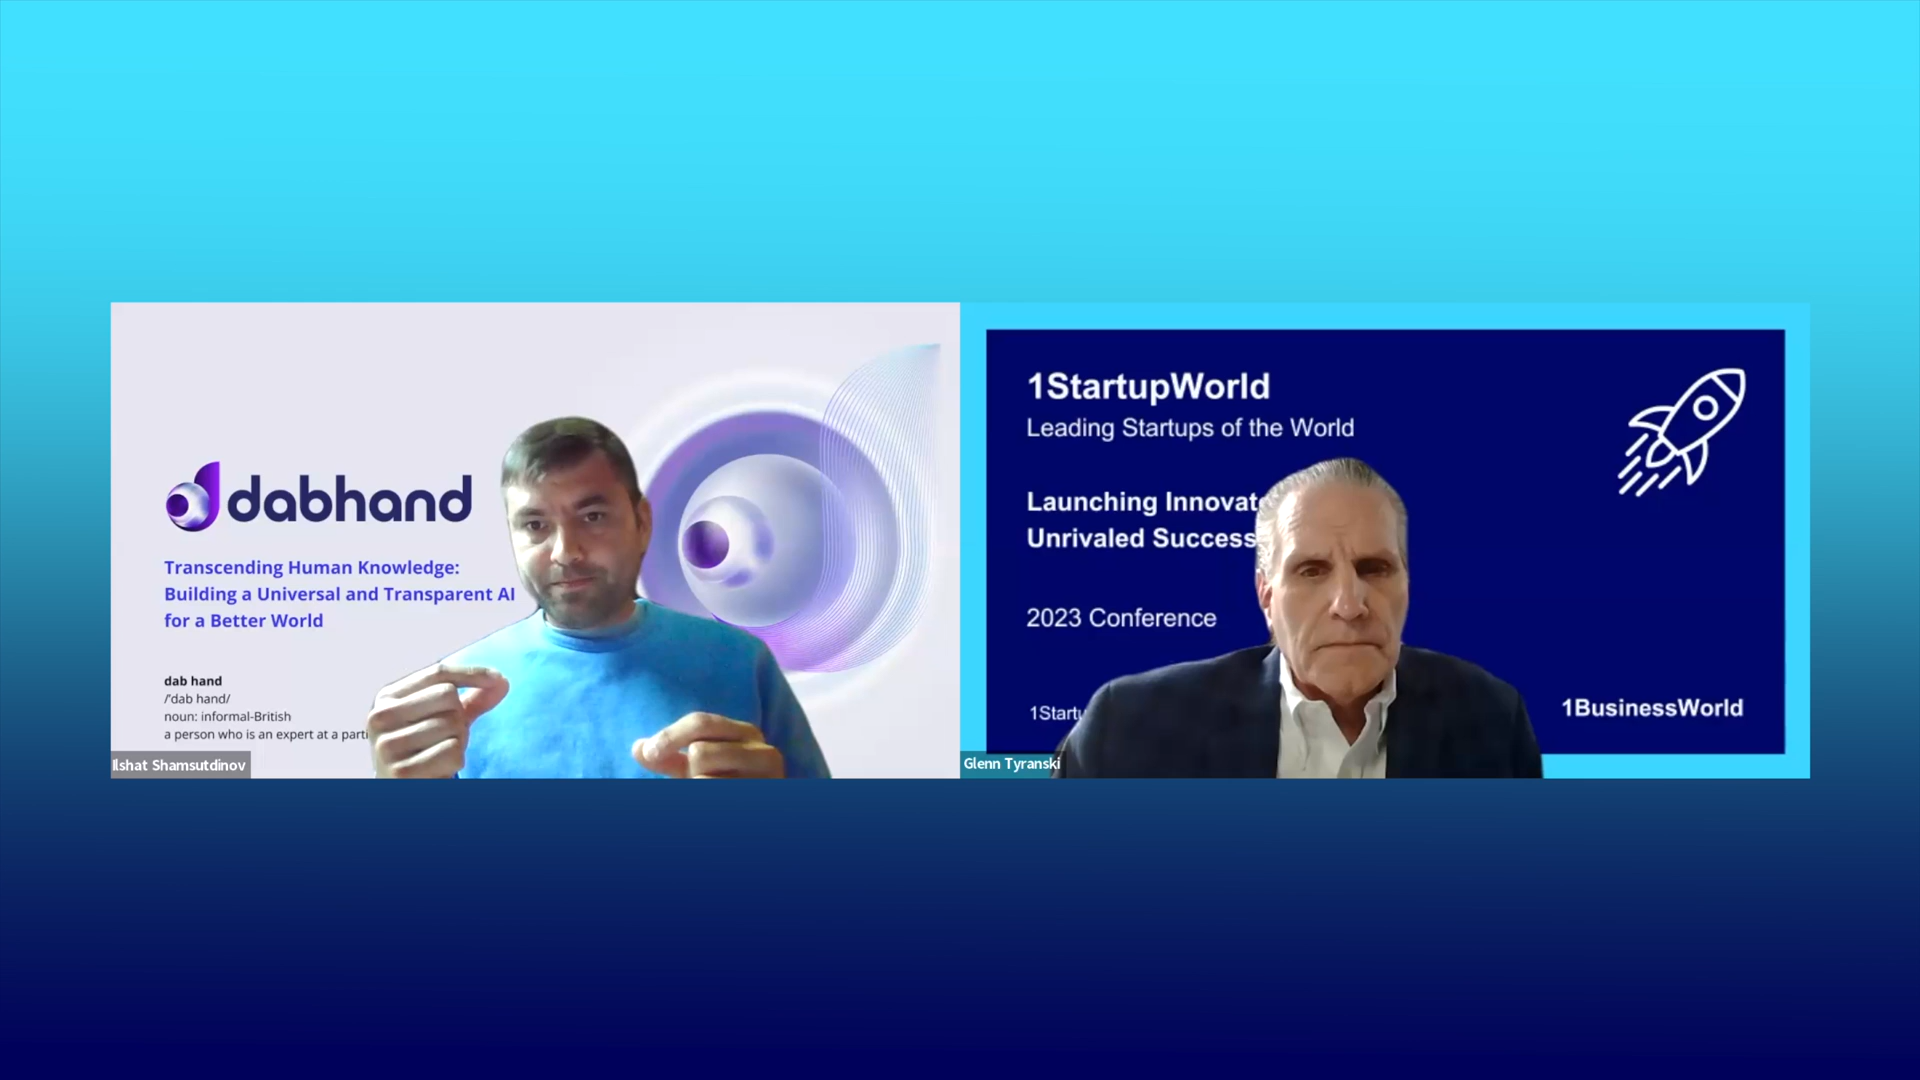 dabhand
Transcending Human Knowledge:
Building a Universal and Transparent AI
for a Better World
dab hand
/'dab hand/
noun: informal-British
a person who is an expert at a parti
Ilshat Shamsutdinov
1StartupWorld
Leading Startups of the World
Launching Innovat
Unrivaled Success
2023 Conference
1Startu
1BusinessWorld
Glenn Tyranski